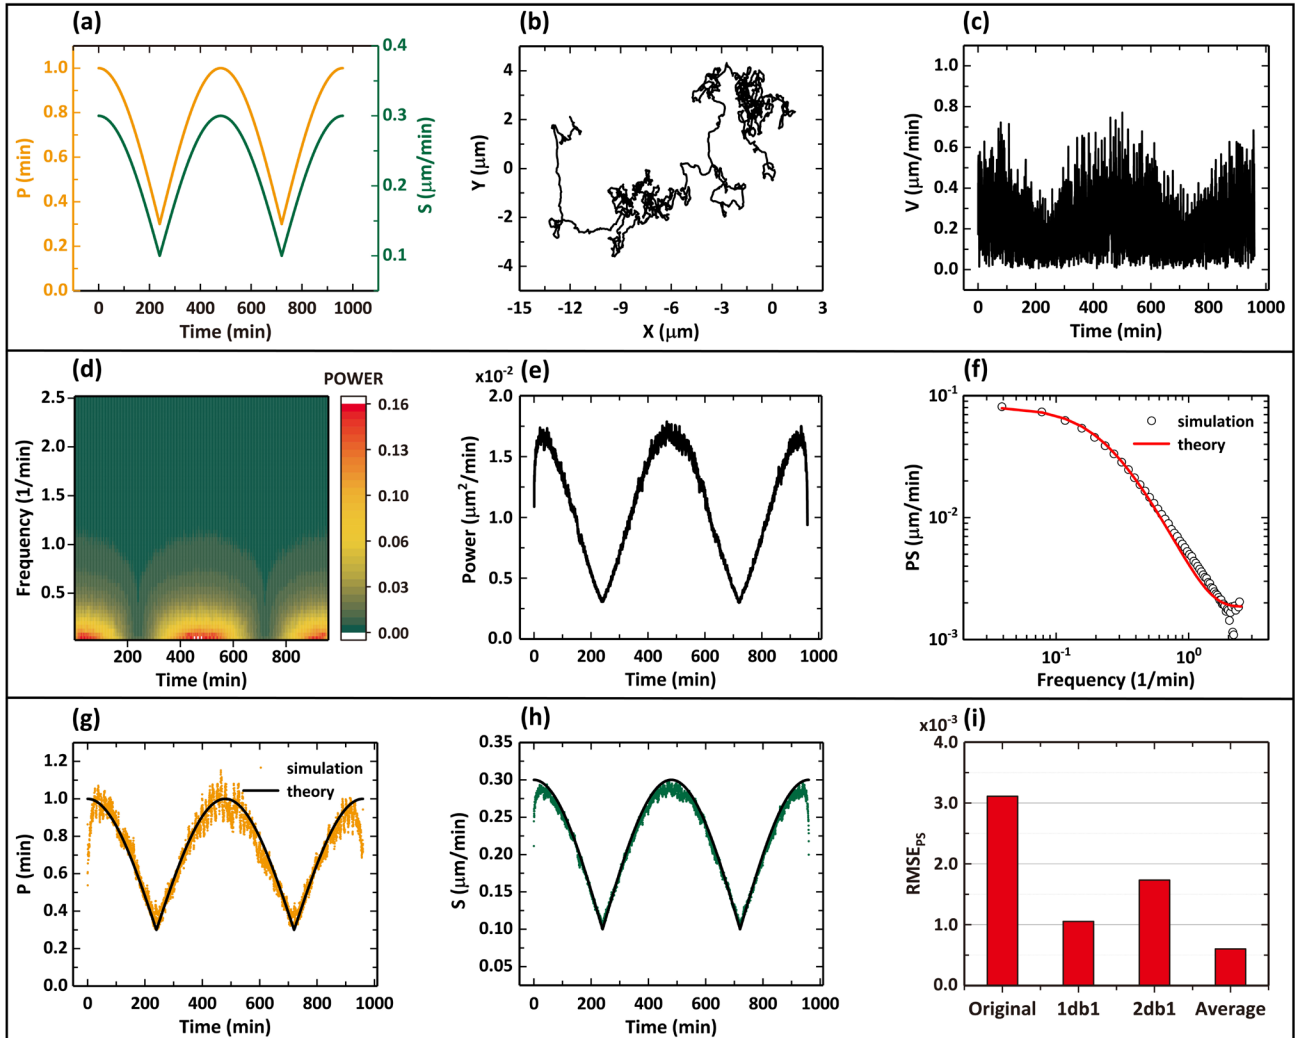 (a)
P (min)
1.0
0.8
0.6
0.4
0.2
0.0
0.4
0.3
0.2
0.1
S (μm/min)
0 200 400 600 800 1000
Time (min)
(b)
Y (μm)
4
2
0
-2
-4
-15 -12 -9 -6 -3 0 3
X (μm)
(c)
V (μm/min)
1.0
0.8
0.6
0.4
0.2
0.0
0 200 400 600 800 1000
Time (min)
(d)
POWER
Frequency (1/min)
2.5
2.0
1.5
1.0
0.5
0.16
0.13
0.10
0.06
0.03
0.00
200 400 600 800
Time (min)
(e)
x10⁻²
Power (μm²/min)
2.0
1.5
1.0
0.5
0.0
0 200 400 600 800 1000
Time (min)
(f)
PS (μm/min)
10⁻¹
10⁻²
10⁻³
simulation
theory
10⁻¹ 10⁰
Frequency (1/min)
(g)
P (min)
1.2
1.0
0.8
0.6
0.4
0.2
0.0
simulation
theory
0 200 400 600 800 1000
Time (min)
(h)
S (μm/min)
0.35
0.30
0.25
0.20
0.15
0.10
0.05
0 200 400 600 800 1000
Time (min)
(i)
x10⁻³
RMSE_PS
4.0
3.0
2.0
1.0
0.0
Original 1db1 2db1 Average